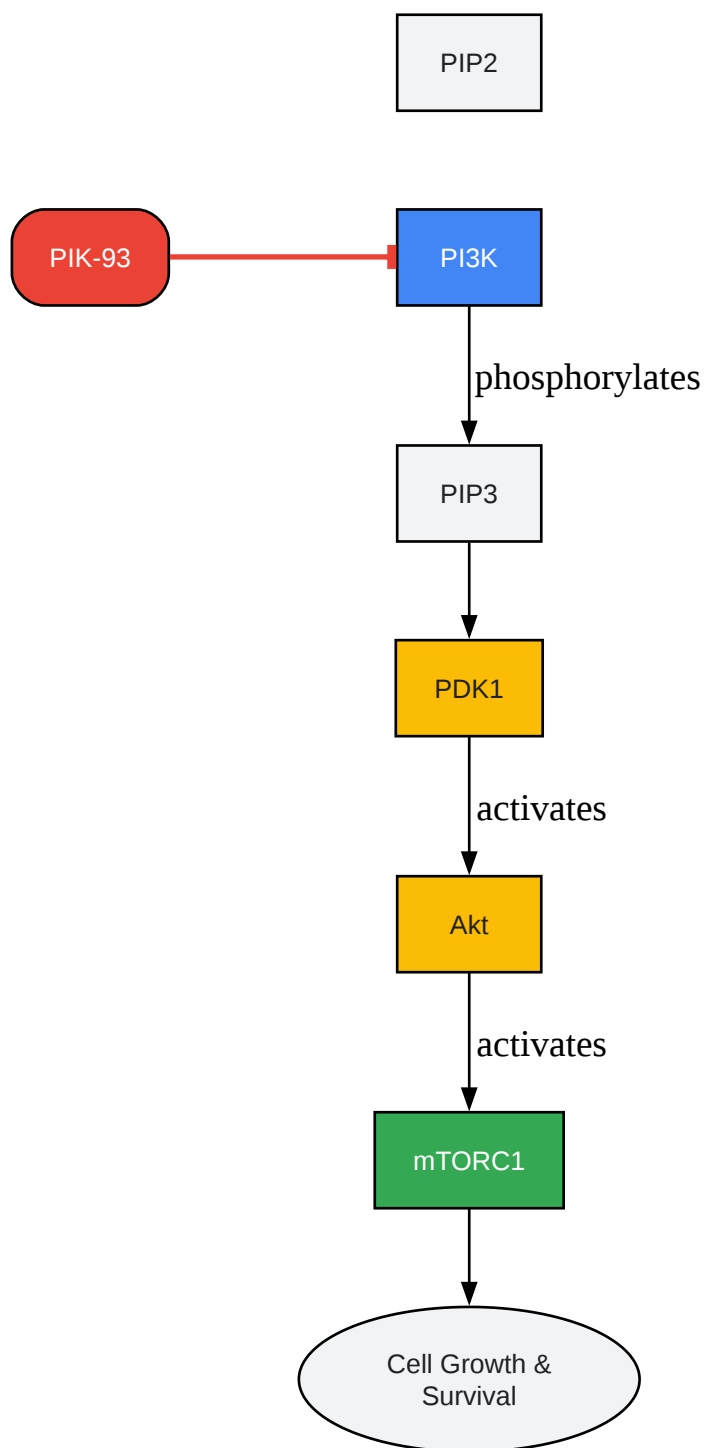 PIP2
PIK-93
PI3K
phosphorylates
PIP3
PDK1
activates
Akt
activates
mTORC1
Cell Growth &
Survival